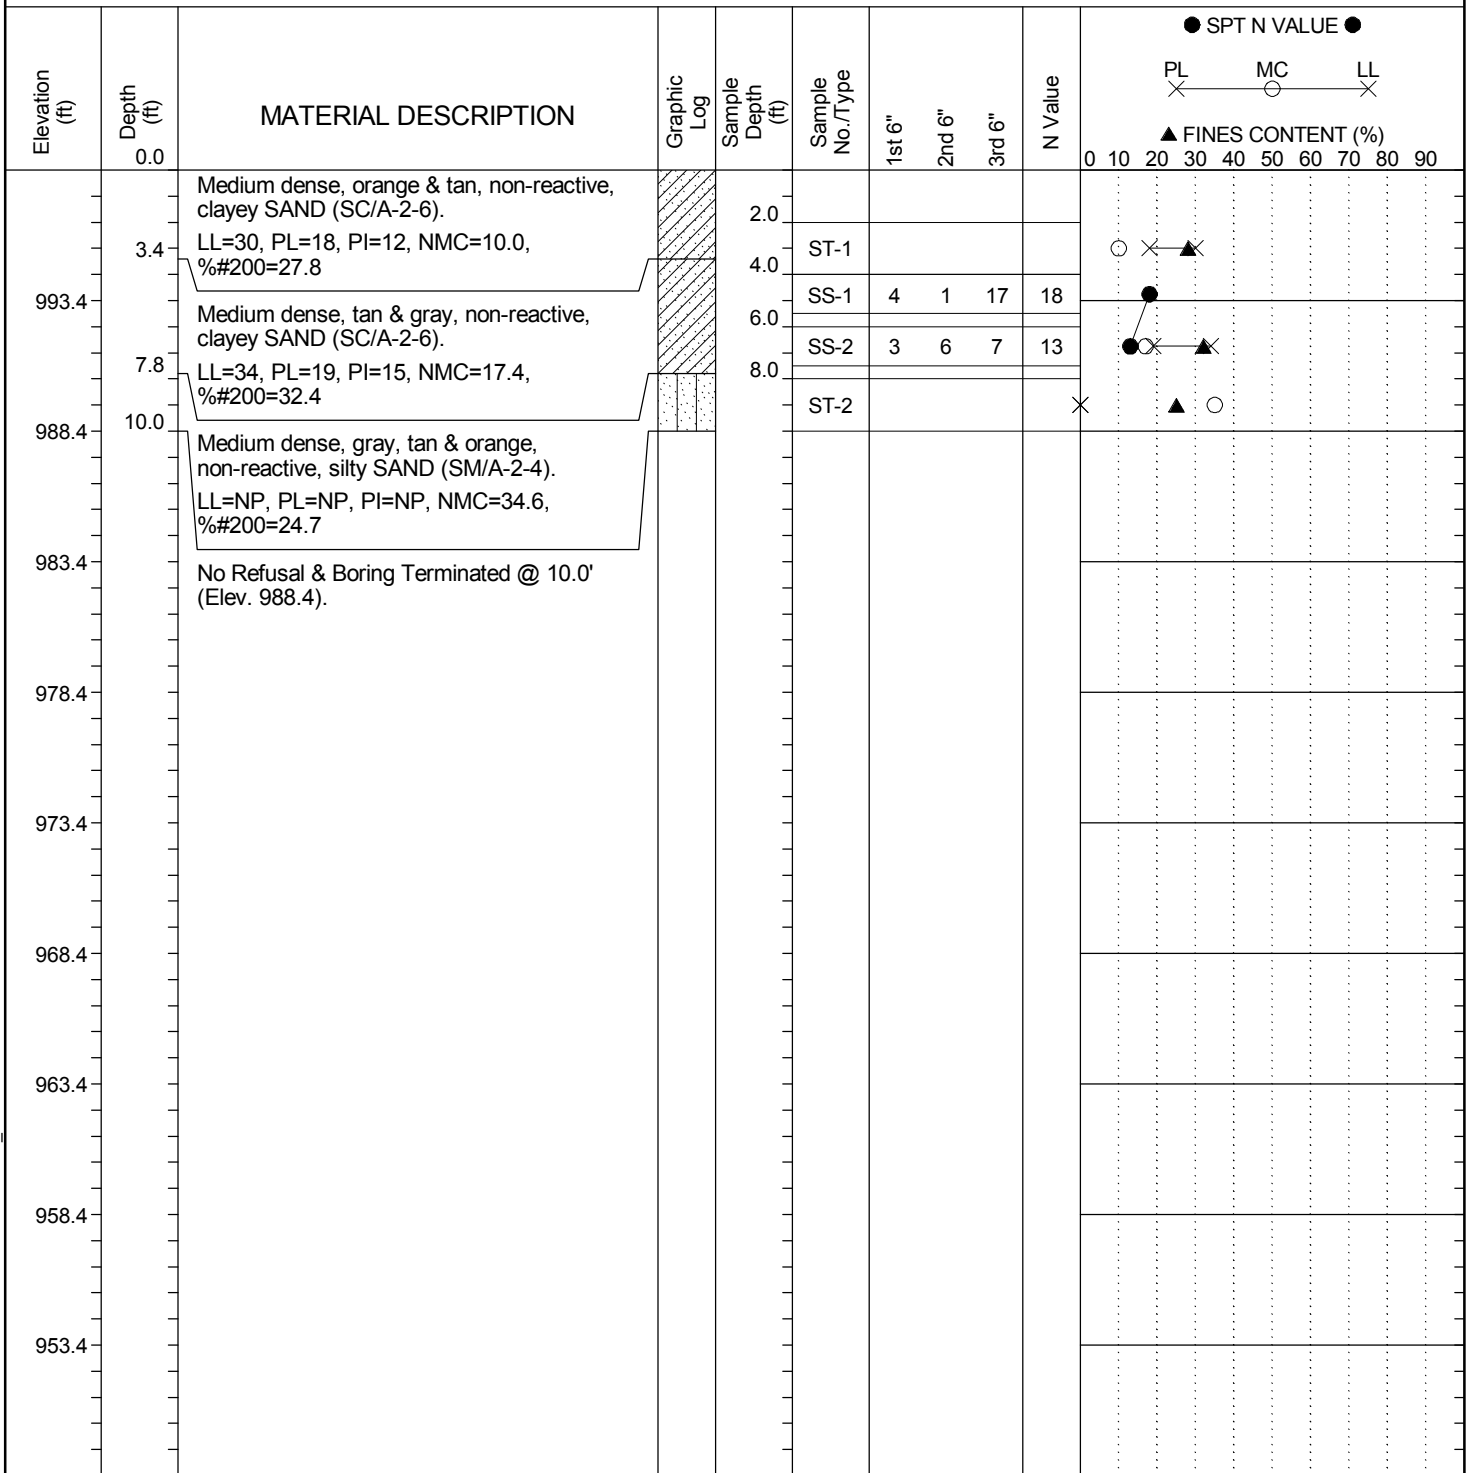 ● SPT N VALUE ●
PL MC LL
▲ FINES CONTENT (%)
0 10 20 30 40 50 60 70 80 90
Elevation
(ft)
Depth
(ft)
0.0
MATERIAL DESCRIPTION
Graphic
Log
Sample
Depth
(ft)
Sample
No./Type
1st 6"
2nd 6"
3rd 6"
N Value
Medium dense, orange & tan, non-reactive,
clayey SAND (SC/A-2-6).
2.0
3.4 LL=30, PL=18, PI=12, NMC=10.0, ST-1
%#200=27.8
4.0
993.4 SS-1 4 1 17 18
Medium dense, tan & gray, non-reactive,
clayey SAND (SC/A-2-6).
6.0
SS-2 3 6 7 13
7.8 LL=34, PL=19, PI=15, NMC=17.4,
%#200=32.4
8.0
ST-2
10.0
988.4
Medium dense, gray, tan & orange,
non-reactive, silty SAND (SM/A-2-4).
LL=NP, PL=NP, PI=NP, NMC=34.6,
%#200=24.7
983.4
No Refusal & Boring Terminated @ 10.0'
(Elev. 988.4).
978.4
973.4
968.4
963.4
958.4
953.4